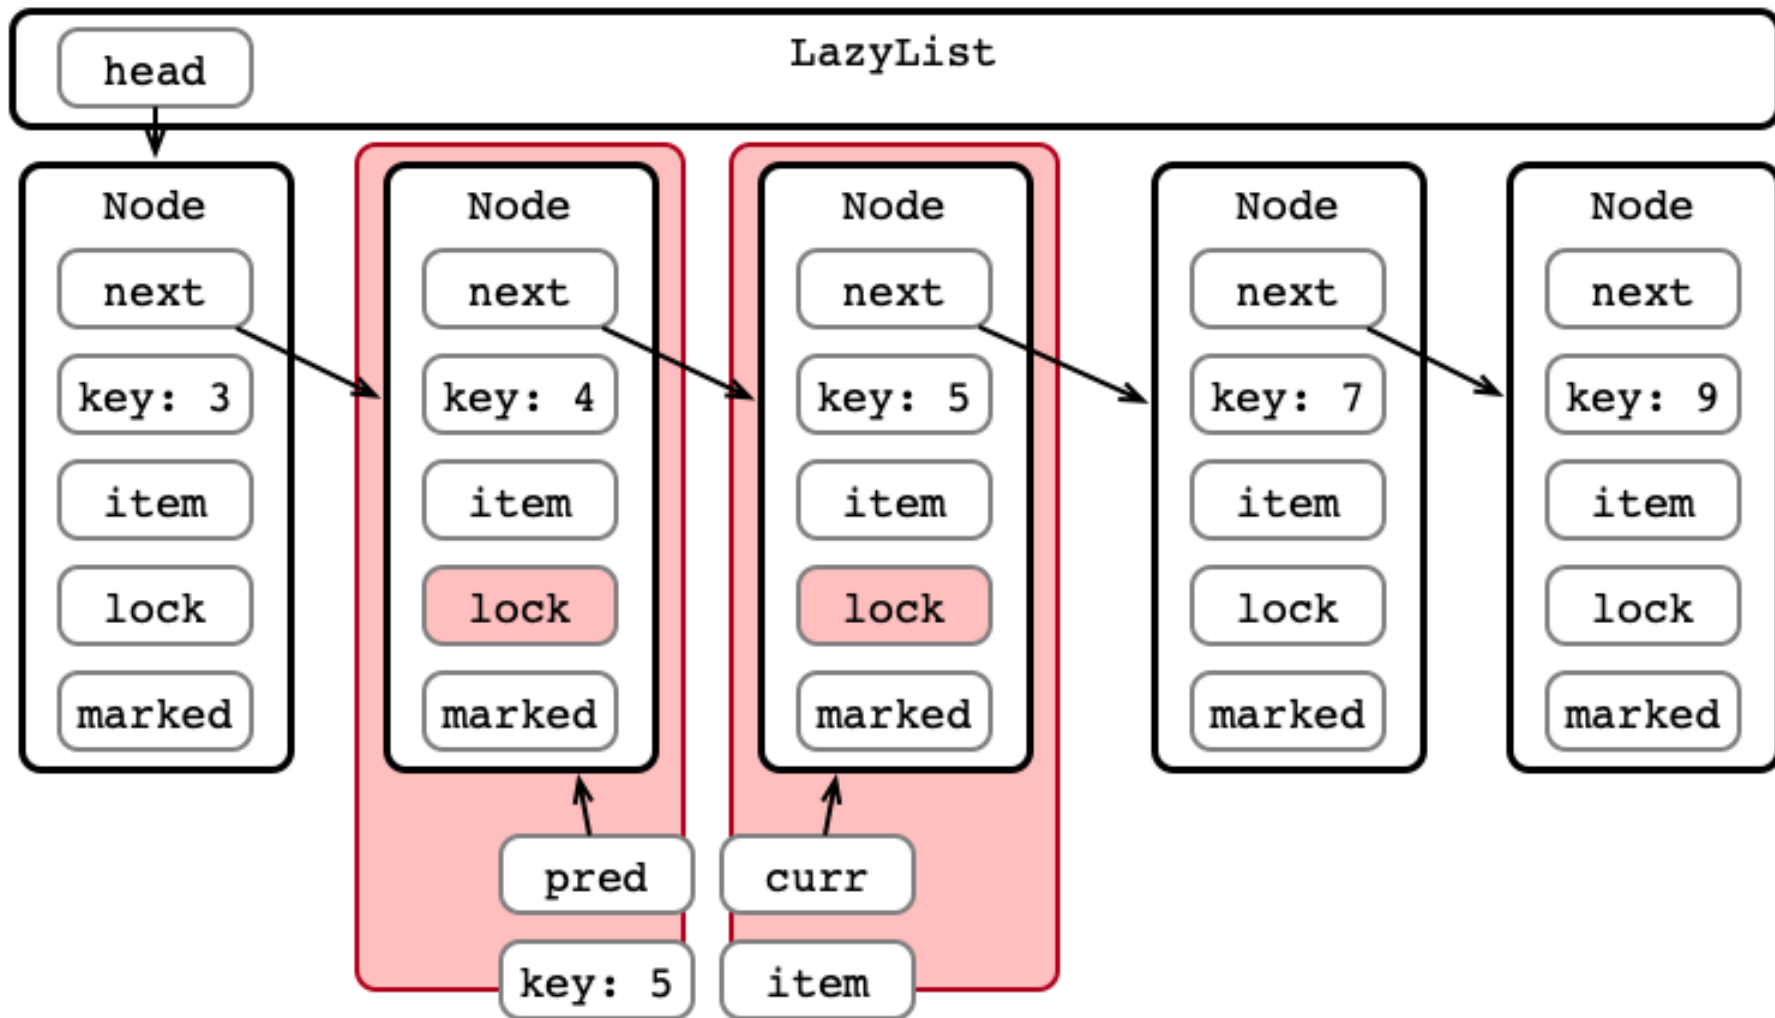 LazyList
head
Node
next
key: 3
item
lock
marked
Node
next
key: 4
item
lock
marked
Node
next
key: 5
item
lock
marked
Node
next
key: 7
item
lock
marked
Node
next
key: 9
item
lock
marked
pred
curr
key: 5
item